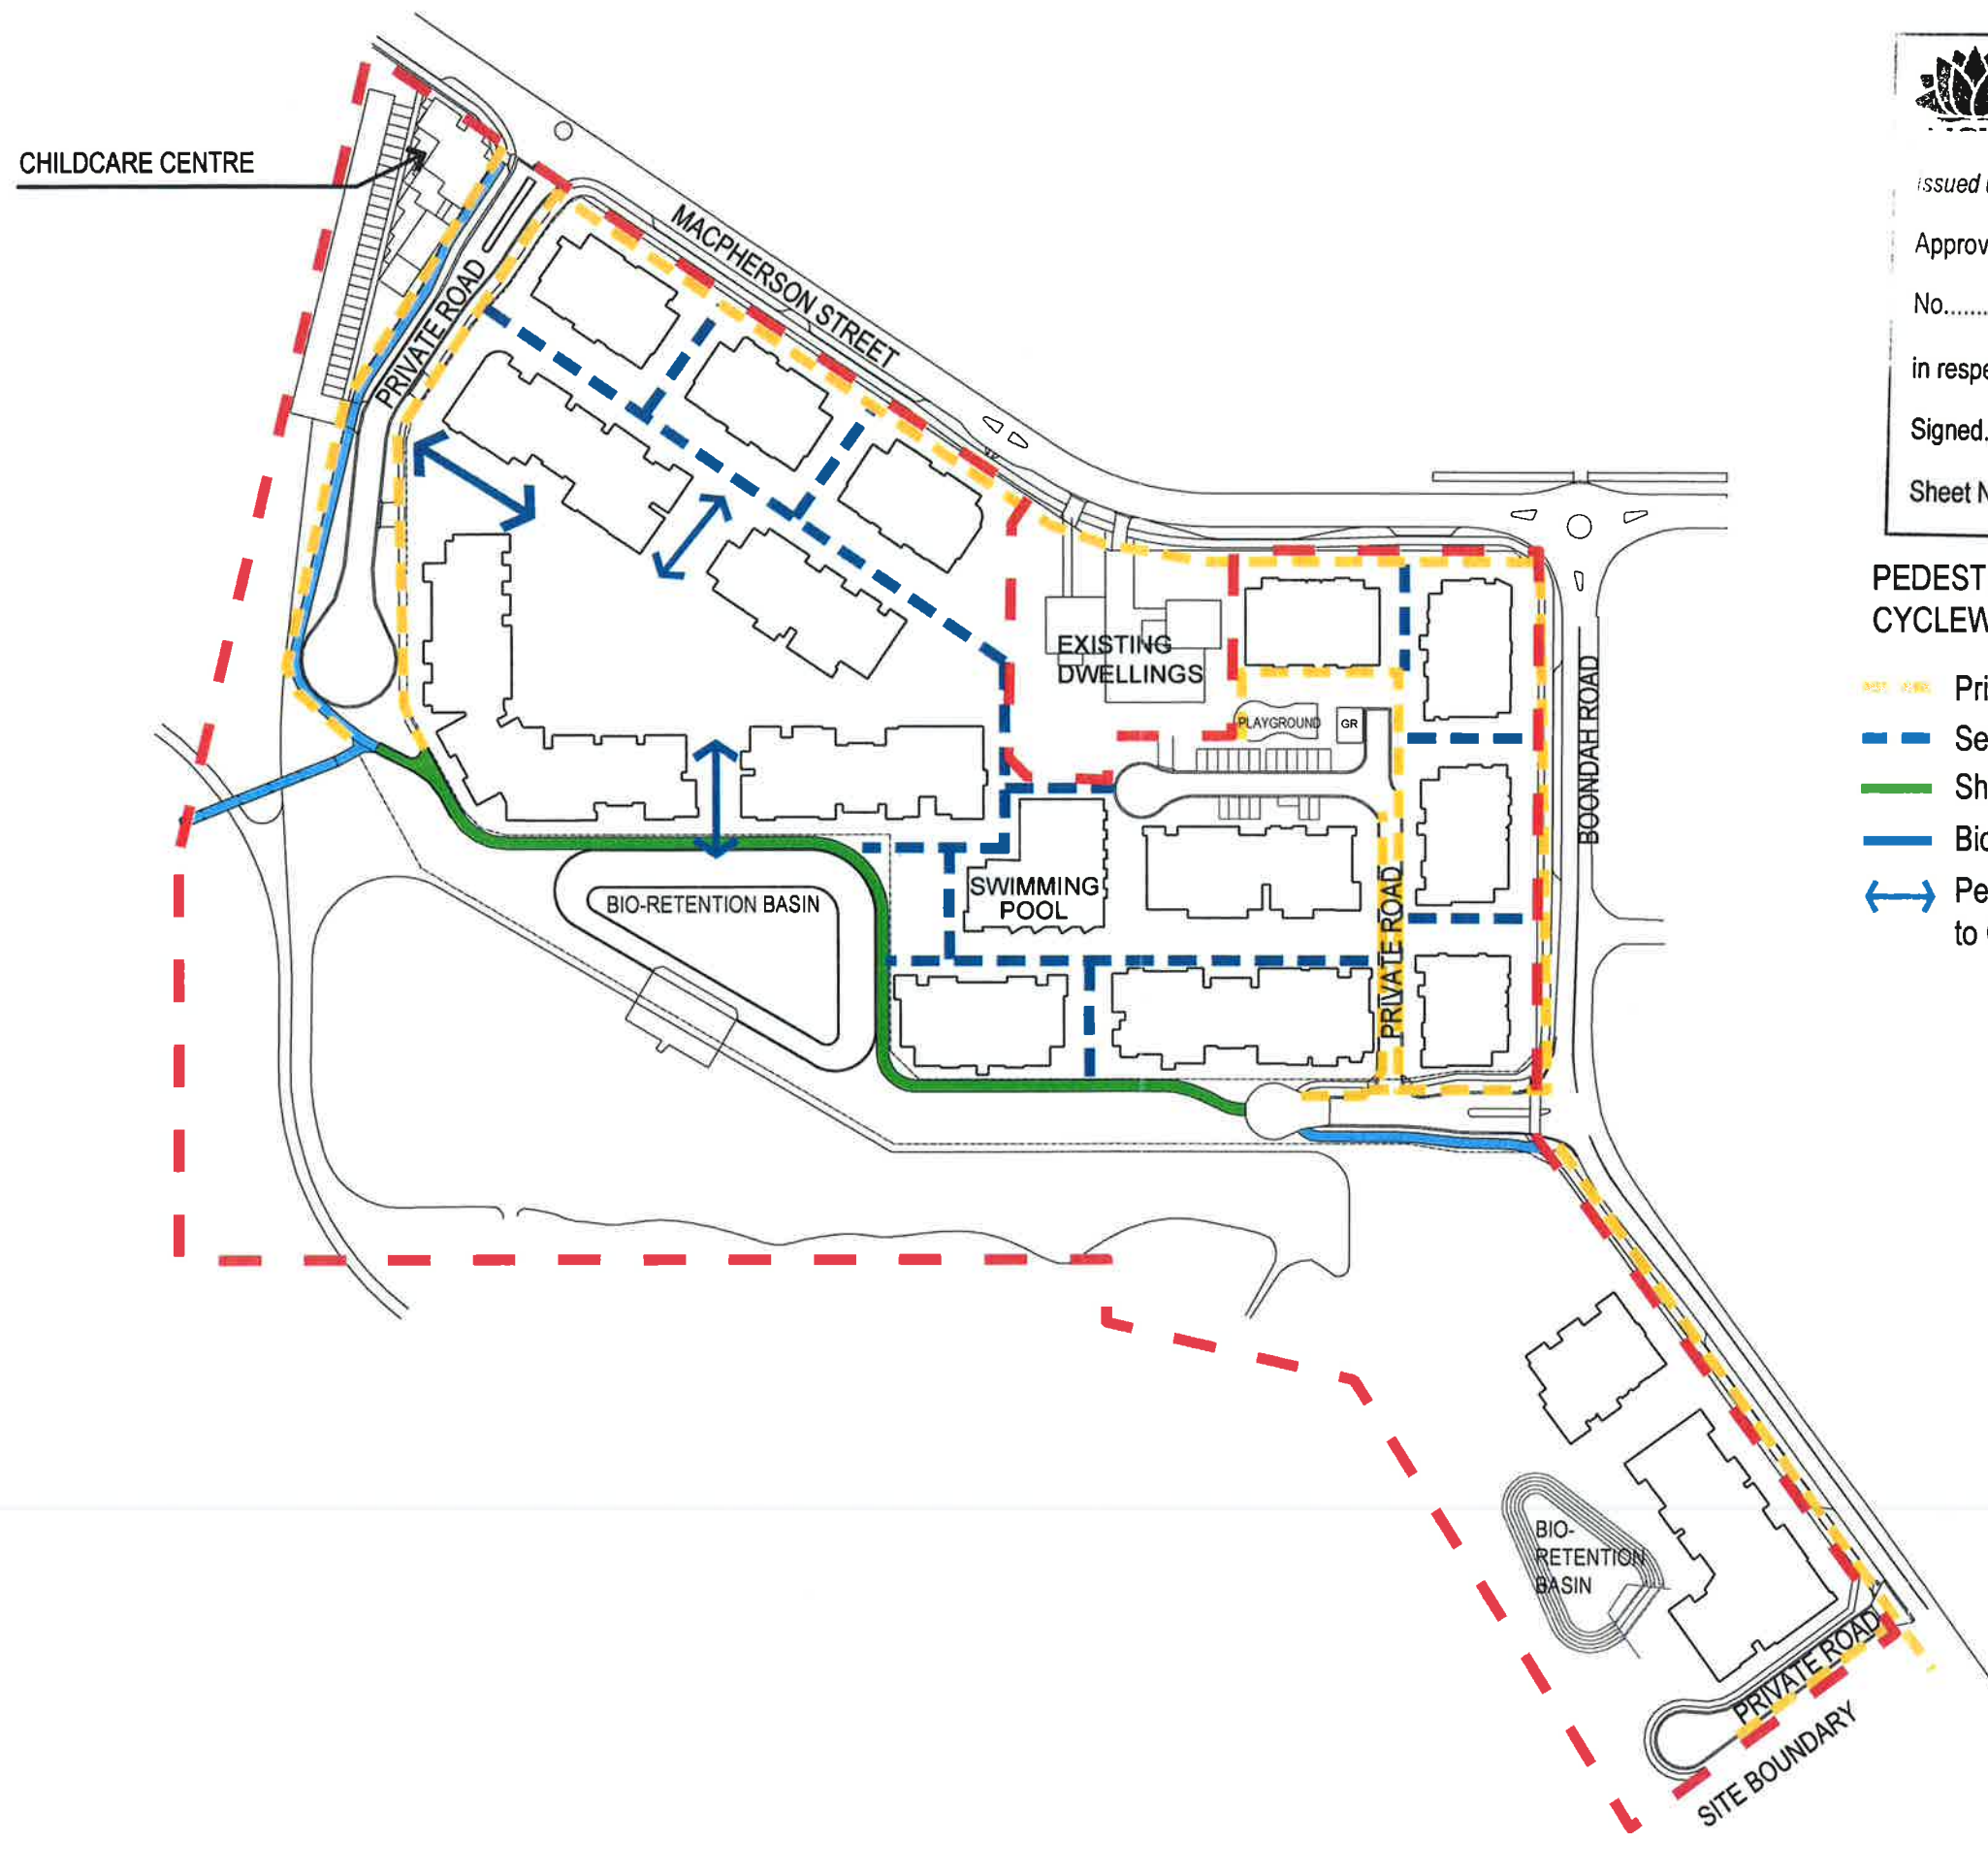 CHILDCARE CENTRE
MACPHERSON STREET
PRIVATE ROAD
EXISTING
DWELLINGS
PLAYGROUND
GR
BOONDAH ROAD
SWIMMING
POOL
BIO-RETENTION BASIN
PRIVATE ROAD
BIO-
RETENTION
BASIN
PRIVATE ROAD
SITE BOUNDARY
issued
Approv
No........
in respe
Signed.
Sheet N
PEDEST
CYCLEW
Pri
Se
Sh
Bic
Pe
to